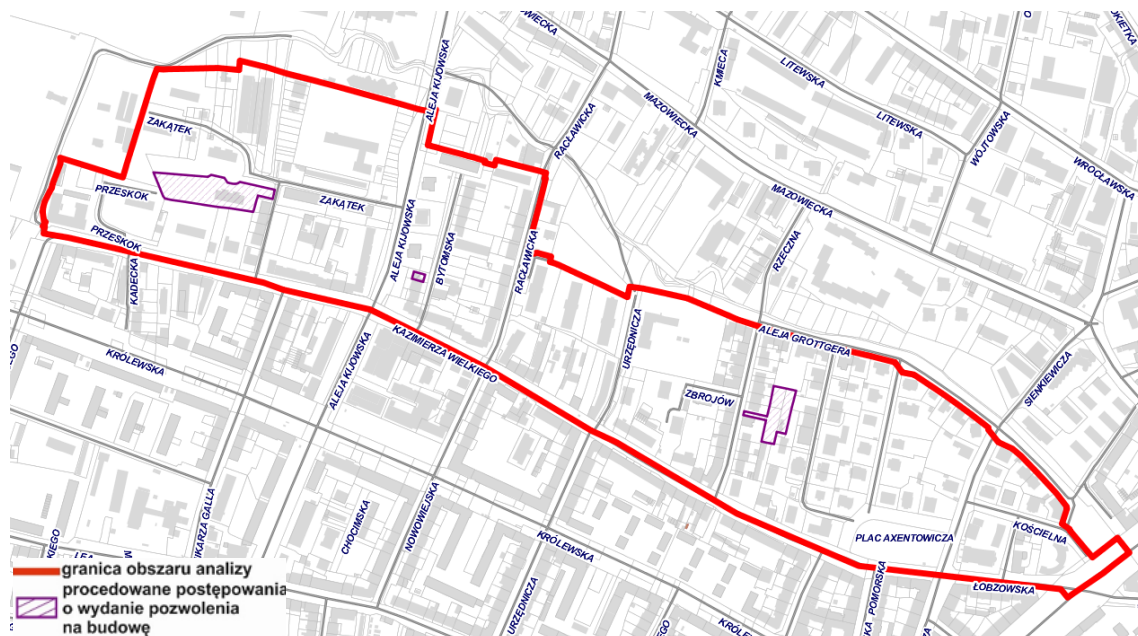 MAZOWIECKA
ALEJA KIJOWSKA
KMIECA
LITEWSKA
MAZOWIECKA
RACŁAWICKA
LITEWSKA
WÓJTOWSKA
WROCŁAWSKA
ZAKĄTEK
PRZESKOK
ZAKĄTEK
MAZOWIECKA
PRZESKOK
KADECKA
ALEJA KIJOWSKA
BYTOMSKA
RACŁAWICKA
RZECZNA
KRÓLEWSKA
ALEJA KIJOWSKA
KAZIMIERZA WIELKIEGO
URZĘDNICZA
ALEJA GROTTGERA
SIENKIEWICZA
ZBROJÓW
CHOCIMSKA
NOWOWIEJSKA
KRÓLEWSKA
PLAC AXENTOWICZA
KOŚCIELNA
POMORSKA
ŁOBZOWSKA
URZĘDNICZA
granica obszaru analizy
procedowane postępowania
o wydanie pozwolenia
na budowę